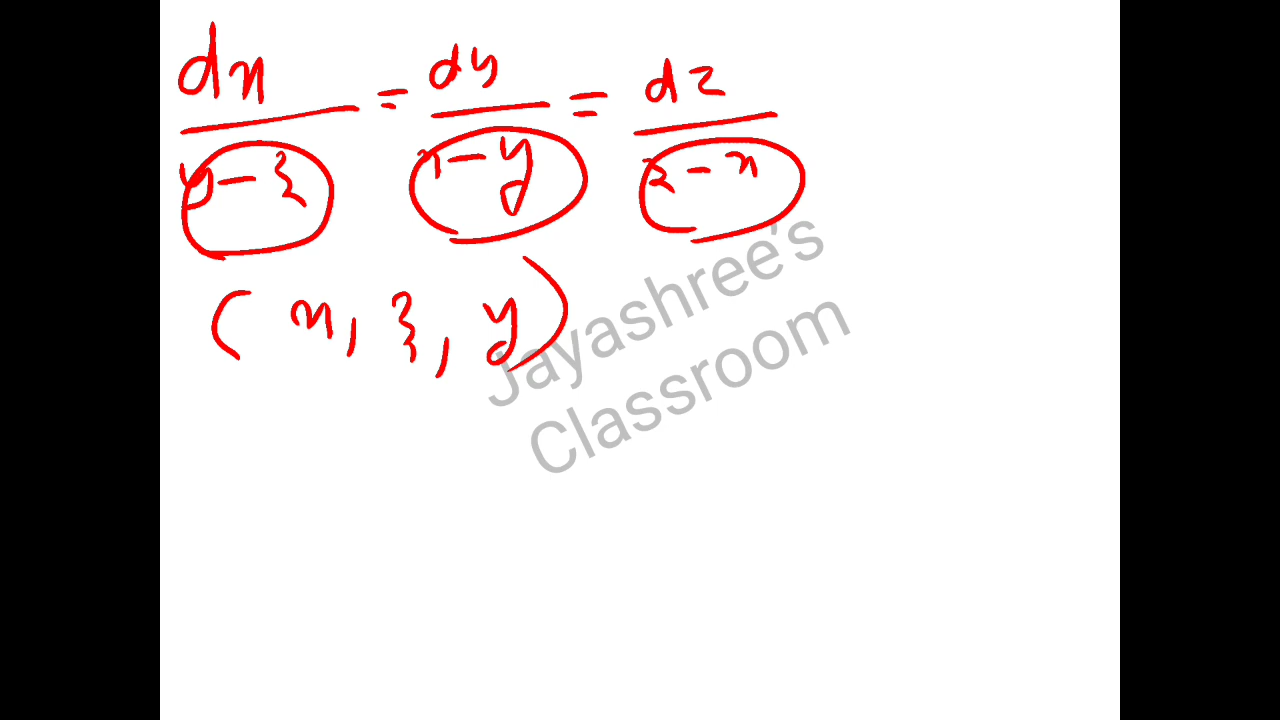 dx/y-z = dy/x-y = dz/z-x
(x, z, y)
Jayashree's
Classroom